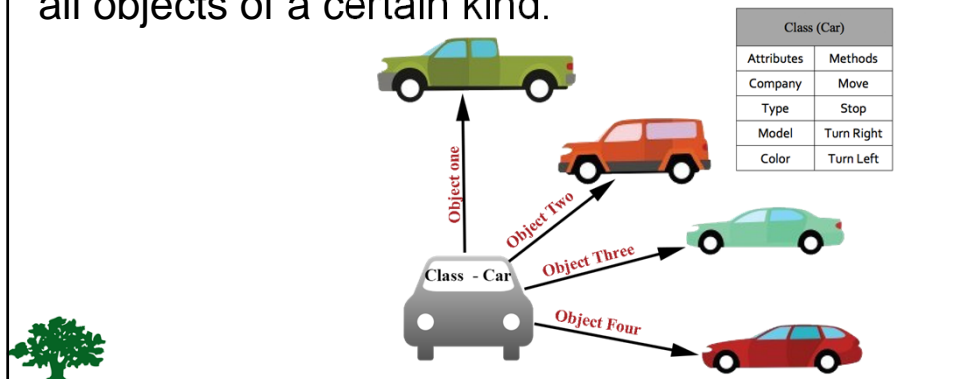 all objects of a certain kind.
Class (Car)
Attributes Methods
Company Move
Type Stop
Model Turn Right
Color Turn Left
Object one
Object Two
Object Three
Class - Car
Object Four